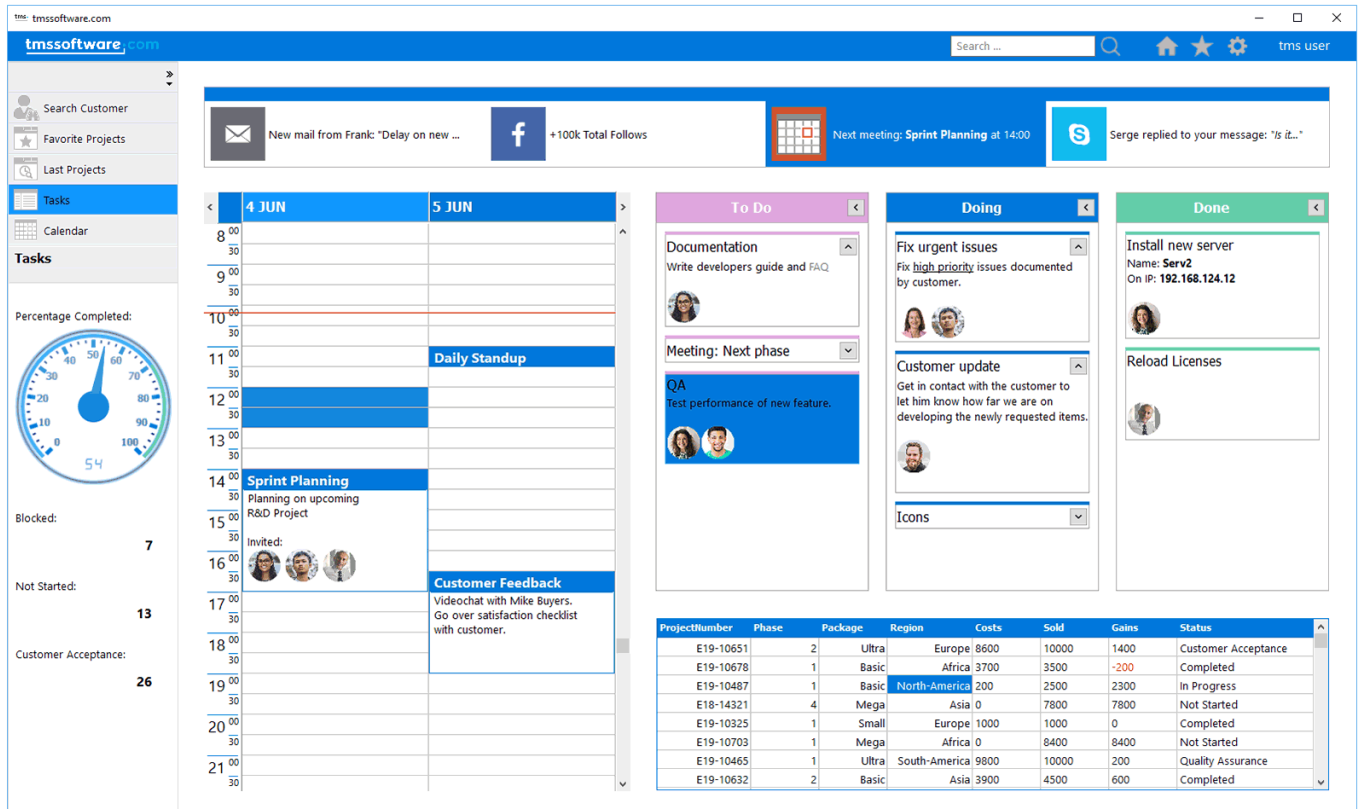 tms tmssoftware.com
tmssoftware.com
Search ...
tms user
Search Customer
Favorite Projects
Last Projects
Tasks
Calendar
Tasks
Percentage Completed:
0 10 20 30 40 50 60 70 80 90 100
54
Blocked:
7
Not Started:
13
Customer Acceptance:
26
New mail from Frank: "Delay on new ...
+100k Total Follows
Next meeting: Sprint Planning at 14:00
Serge replied to your message: "Is it..."
4 JUN 5 JUN
8 00
30
9 00
30
10 00
30
11 00
30
12 00
30
13 00
30
14 00
30
15 00
30
16 00
30
17 00
30
18 00
30
19 00
30
20 00
30
21 00
30
Sprint Planning
Planning on upcoming
R&D Project
Invited:
Daily Standup
Customer Feedback
Videochat with Mike Buyers.
Go over satisfaction checklist
with customer.
To Do
Documentation
Write developers guide and FAQ
Meeting: Next phase
QA
Test performance of new feature.
Doing
Fix urgent issues
Fix high priority issues documented
by customer.
Customer update
Get in contact with the customer to
let him know how far we are on
developing the newly requested items.
Icons
Done
Install new server
Name: Serv2
On IP: 192.168.124.12
Reload Licenses
ProjectNumber Phase Package Region Costs Sold Gains Status
E19-10651 2 Ultra Europe 8600 10000 1400 Customer Acceptance
E19-10678 1 Basic Africa 3700 3500 -200 Completed
E19-10487 1 Basic North-America 200 2500 2300 In Progress
E18-14321 4 Mega Asia 0 7800 7800 Not Started
E19-10325 1 Small Europe 1000 1000 0 Completed
E19-10703 1 Mega Africa 0 8400 8400 Not Started
E19-10465 1 Ultra South-America 9800 10000 200 Quality Assurance
E19-10632 2 Basic Asia 3900 4500 600 Completed